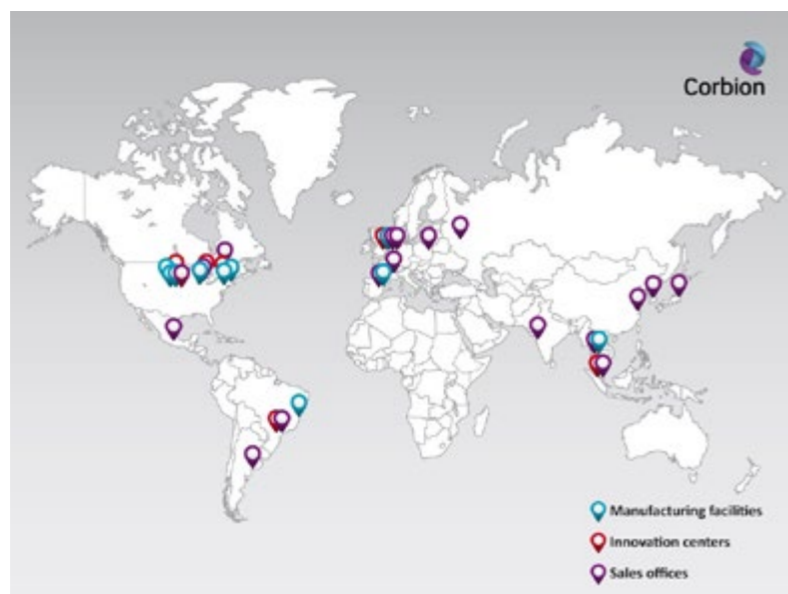 Corbion
Manufacturing facilities
Innovation centers
Sales offices